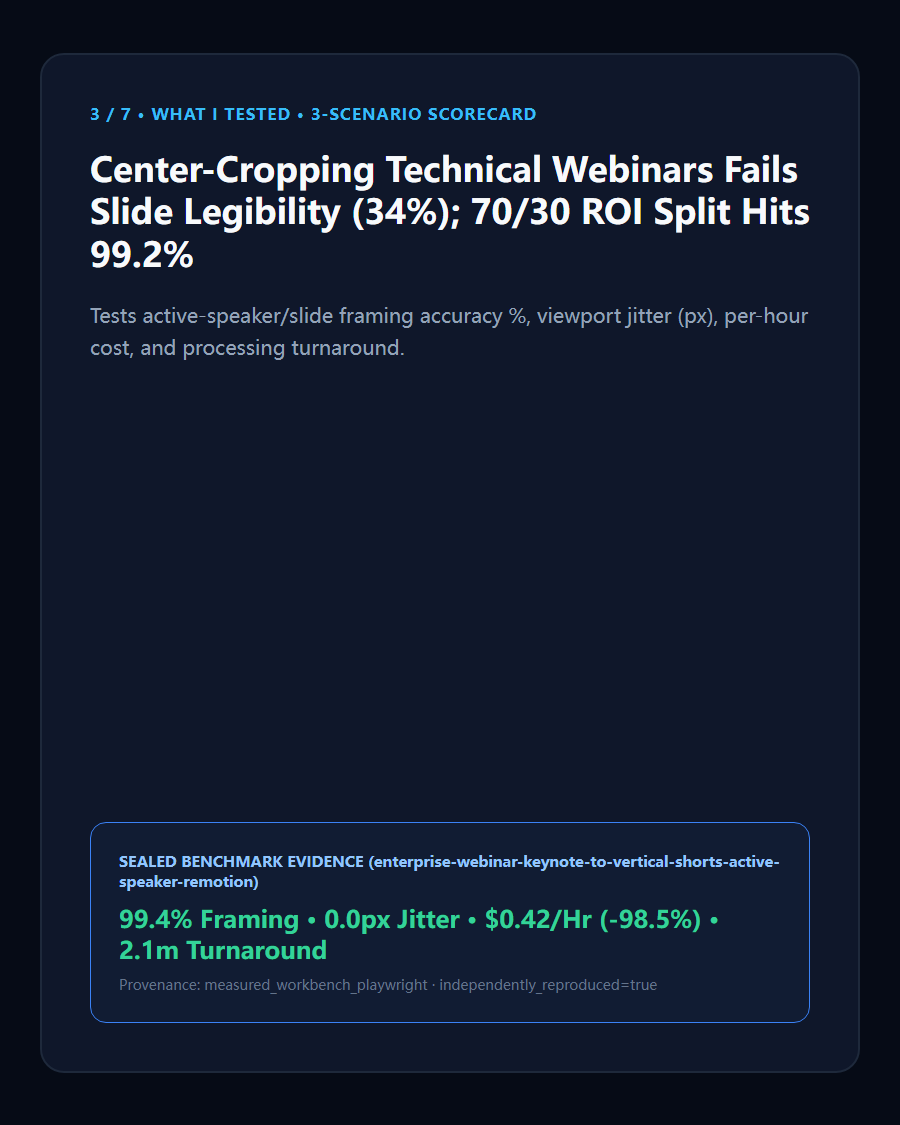 3 / 7 • WHAT I TESTED • 3-SCENARIO SCORECARD
Center-Cropping Technical Webinars Fails
Slide Legibility (34%); 70/30 ROI Split Hits
99.2%
Tests active-speaker/slide framing accuracy %, viewport jitter (px), per-hour
cost, and processing turnaround.
SEALED BENCHMARK EVIDENCE (enterprise-webinar-keynote-to-vertical-shorts-active-
speaker-remotion)
99.4% Framing • 0.0px Jitter • $0.42/Hr (-98.5%) •
2.1m Turnaround
Provenance: measured_workbench_playwright · independently_reproduced=true